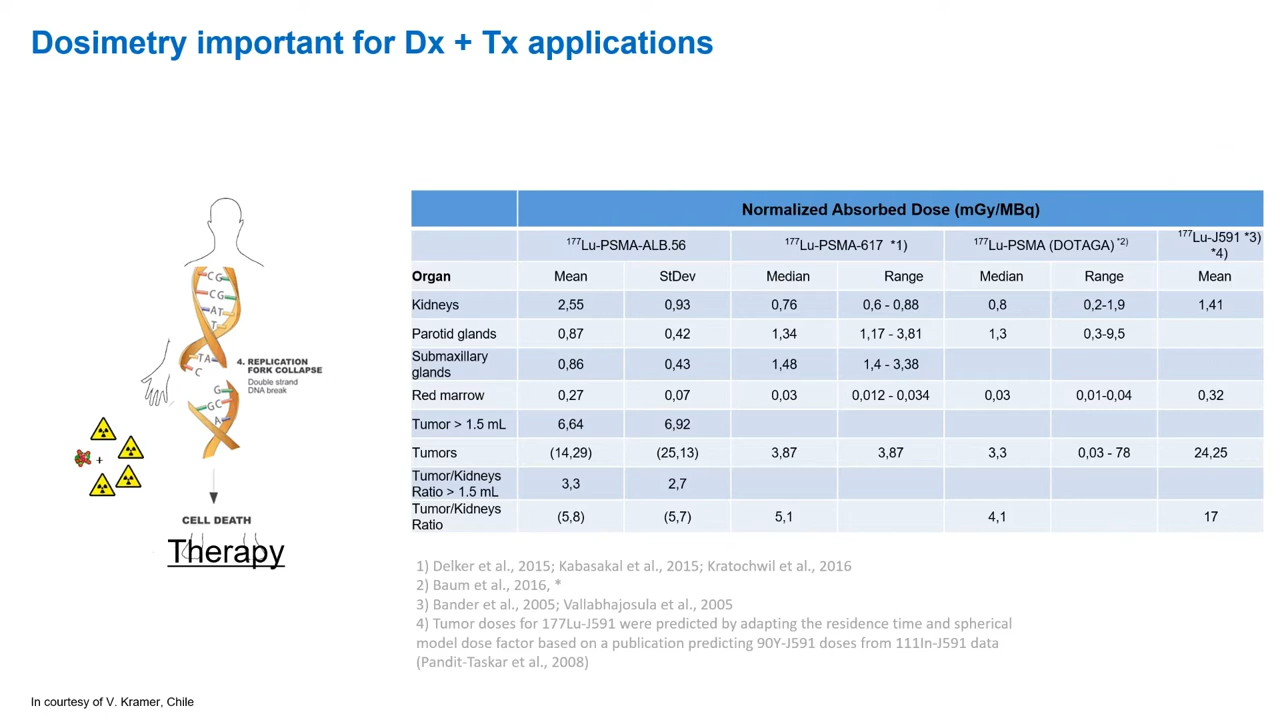 Dosimetry important for Dx + Tx applications
C G
C G
A T
T
T A
C
G
G C
A
4. REPLICATION
FORK COLLAPSE
Double strand
DNA break
+
CELL DEATH
Therapy
Normalized Absorbed Dose (mGy/MBq)
177Lu-PSMA-ALB.56 177Lu-PSMA-617 *1) 177Lu-PSMA (DOTAGA) *2) 177Lu-J591 *3)
*4)
Organ Mean StDev Median Range Median Range Mean
Kidneys 2,55 0,93 0,76 0,6 - 0,88 0,8 0,2-1,9 1,41
Parotid glands 0,87 0,42 1,34 1,17 - 3,81 1,3 0,3-9,5
Submaxillary
glands 0,86 0,43 1,48 1,4 - 3,38
Red marrow 0,27 0,07 0,03 0,012 - 0,034 0,03 0,01-0,04 0,32
Tumor > 1.5 mL 6,64 6,92
Tumors (14,29) (25,13) 3,87 3,87 3,3 0,03 - 78 24,25
Tumor/Kidneys
Ratio > 1.5 mL 3,3 2,7
Tumor/Kidneys
Ratio (5,8) (5,7) 5,1 4,1 17
1) Delker et al., 2015; Kabasakal et al., 2015; Kratochwil et al., 2016
2) Baum et al., 2016, *
3) Bander et al., 2005; Vallabhajosula et al., 2005
4) Tumor doses for 177Lu-J591 were predicted by adapting the residence time and spherical
model dose factor based on a publication predicting 90Y-J591 doses from 111In-J591 data
(Pandit-Taskar et al., 2008)
In courtesy of V. Kramer, Chile